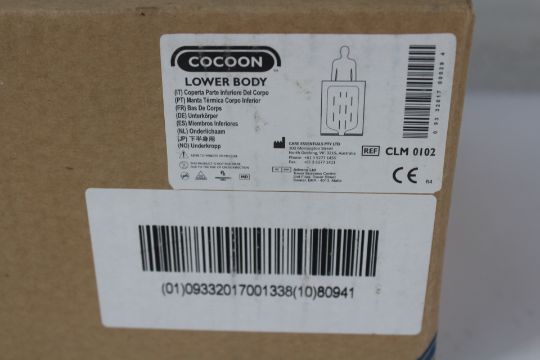 COCOON
LOWER BODY
(IT) Coperta Parte Inferiore Del Corpo
(PT) Manta Térmica Corpo Inferior
(FR) Bas De Corps
(DE) Unterkörper
(ES) Miembros Inferiores
(NL) Onderlichaam
(JP) 下半身用
(NO) Underkropp
CARE ESSENTIALS PTY LTD
REF CLM 0102
CE
MD
(01)09332017001338(10)80941